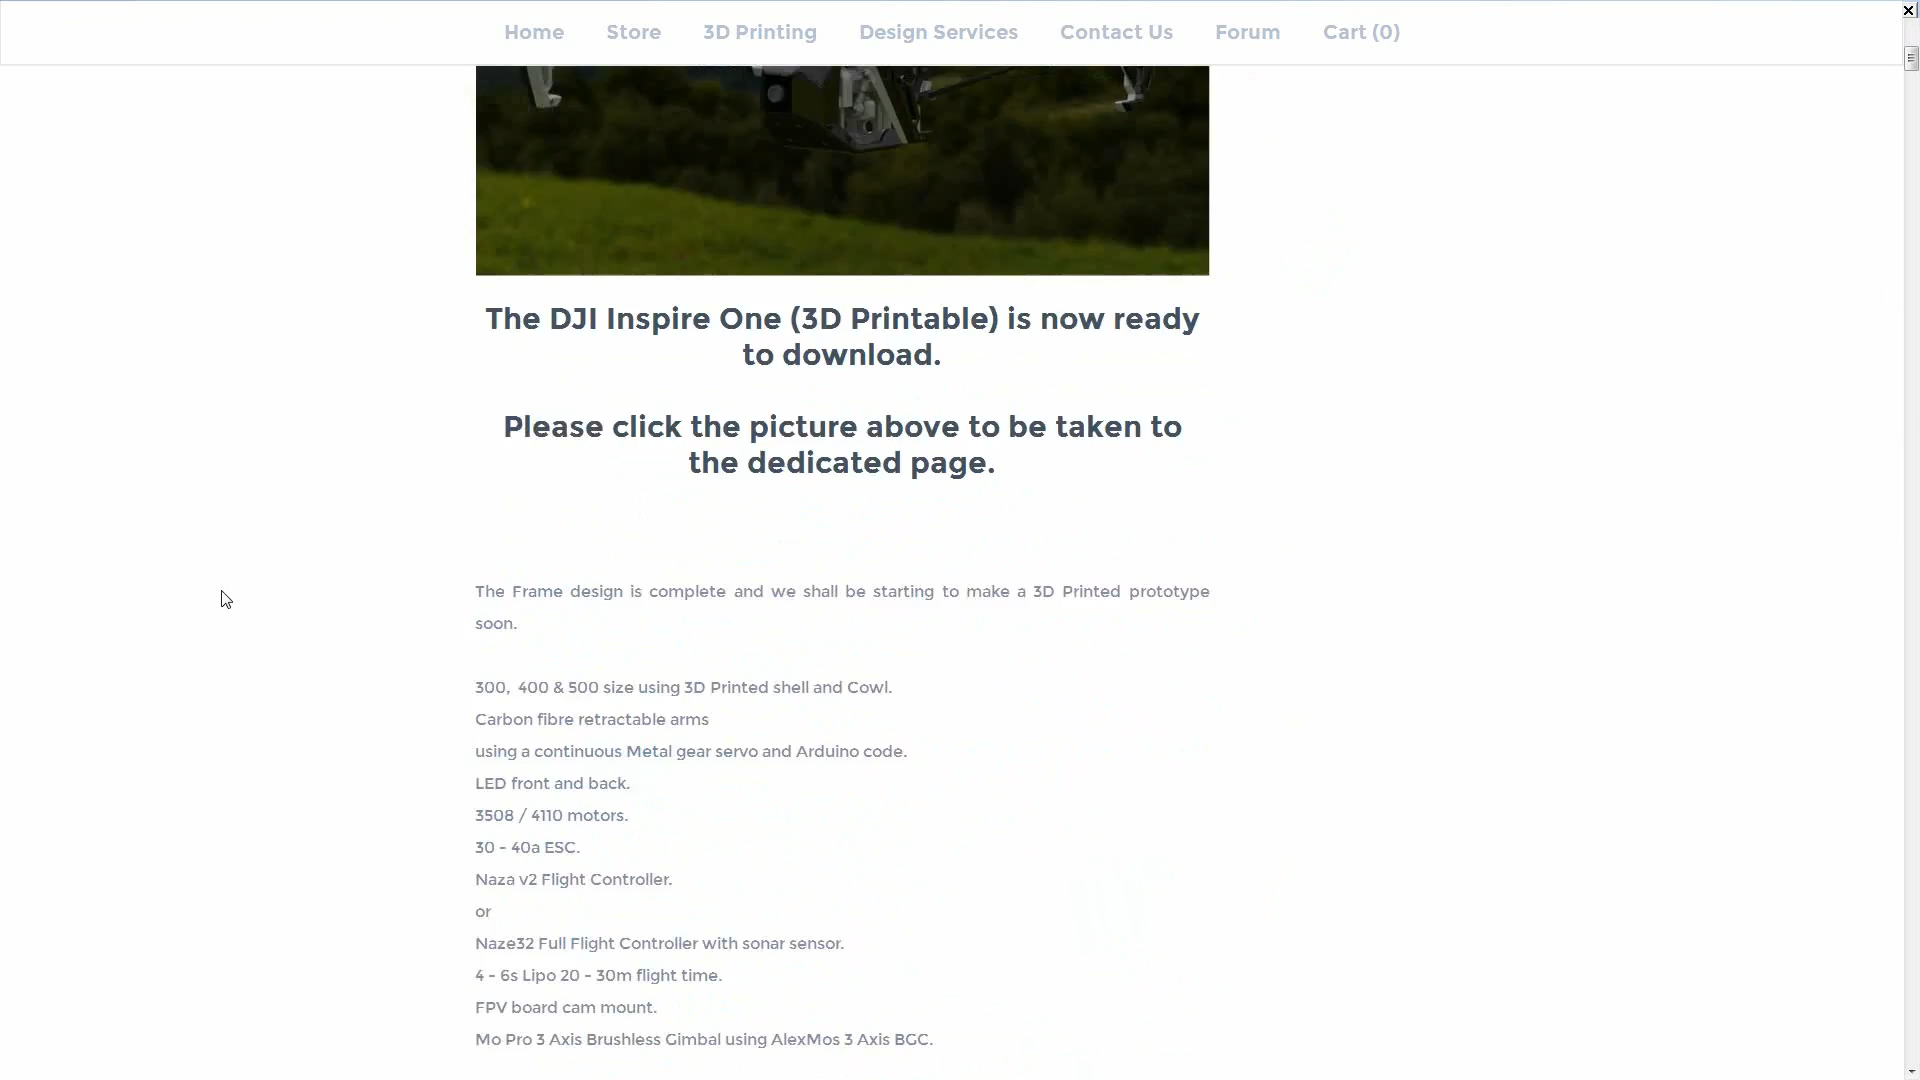 Home Store 3D Printing Design Services Contact Us Forum Cart (0)
The DJI Inspire One (3D Printable) is now ready
to download.
Please click the picture above to be taken to
the dedicated page.
The Frame design is complete and we shall be starting to make a 3D Printed prototype
soon.
300, 400 & 500 size using 3D Printed shell and Cowl.
Carbon fibre retractable arms
using a continuous Metal gear servo and Arduino code.
LED front and back.
3508 / 4110 motors.
30 - 40a ESC.
Naza v2 Flight Controller.
or
Naze32 Full Flight Controller with sonar sensor.
4 - 6s Lipo 20 - 30m flight time.
FPV board cam mount.
Mo Pro 3 Axis Brushless Gimbal using AlexMos 3 Axis BGC.